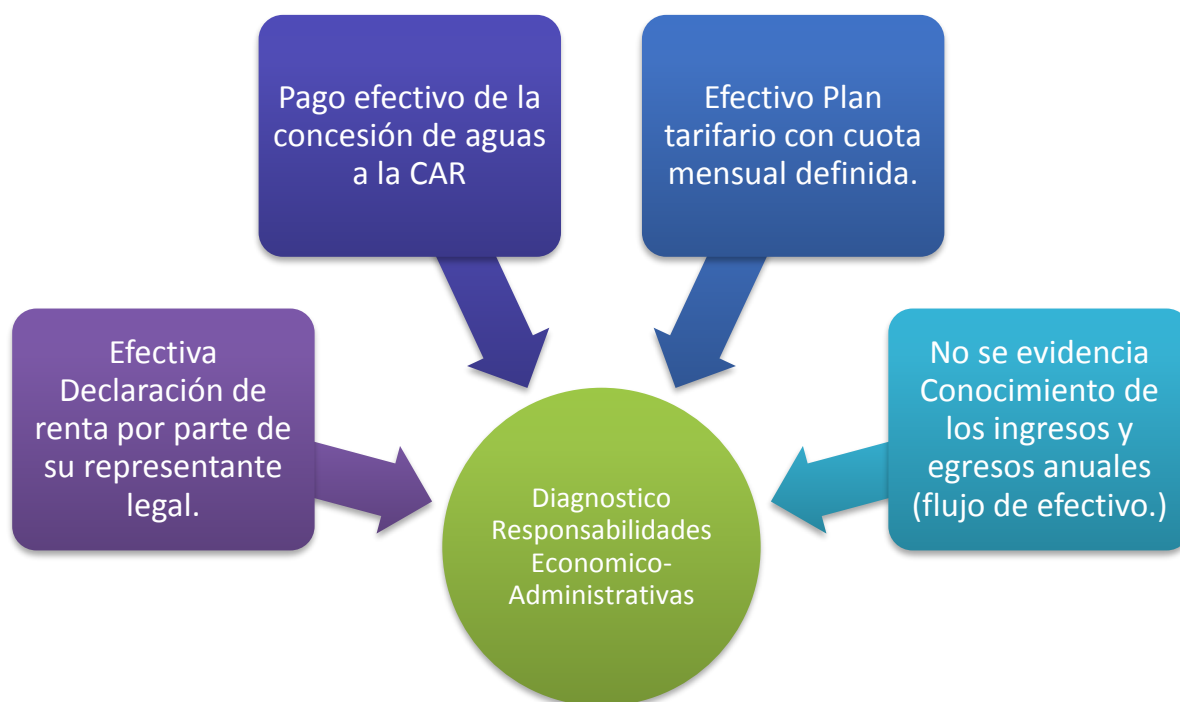 Pago efectivo de la
concesión de aguas
a la CAR
Efectivo Plan
tarifario con cuota
mensual definida.
Efectiva
Declaración de
renta por parte de
su representante
legal.
No se evidencia
Conocimiento de
los ingresos y
egresos anuales
(flujo de efectivo.)
Diagnostico
Responsabilidades
Economico-
Administrativas